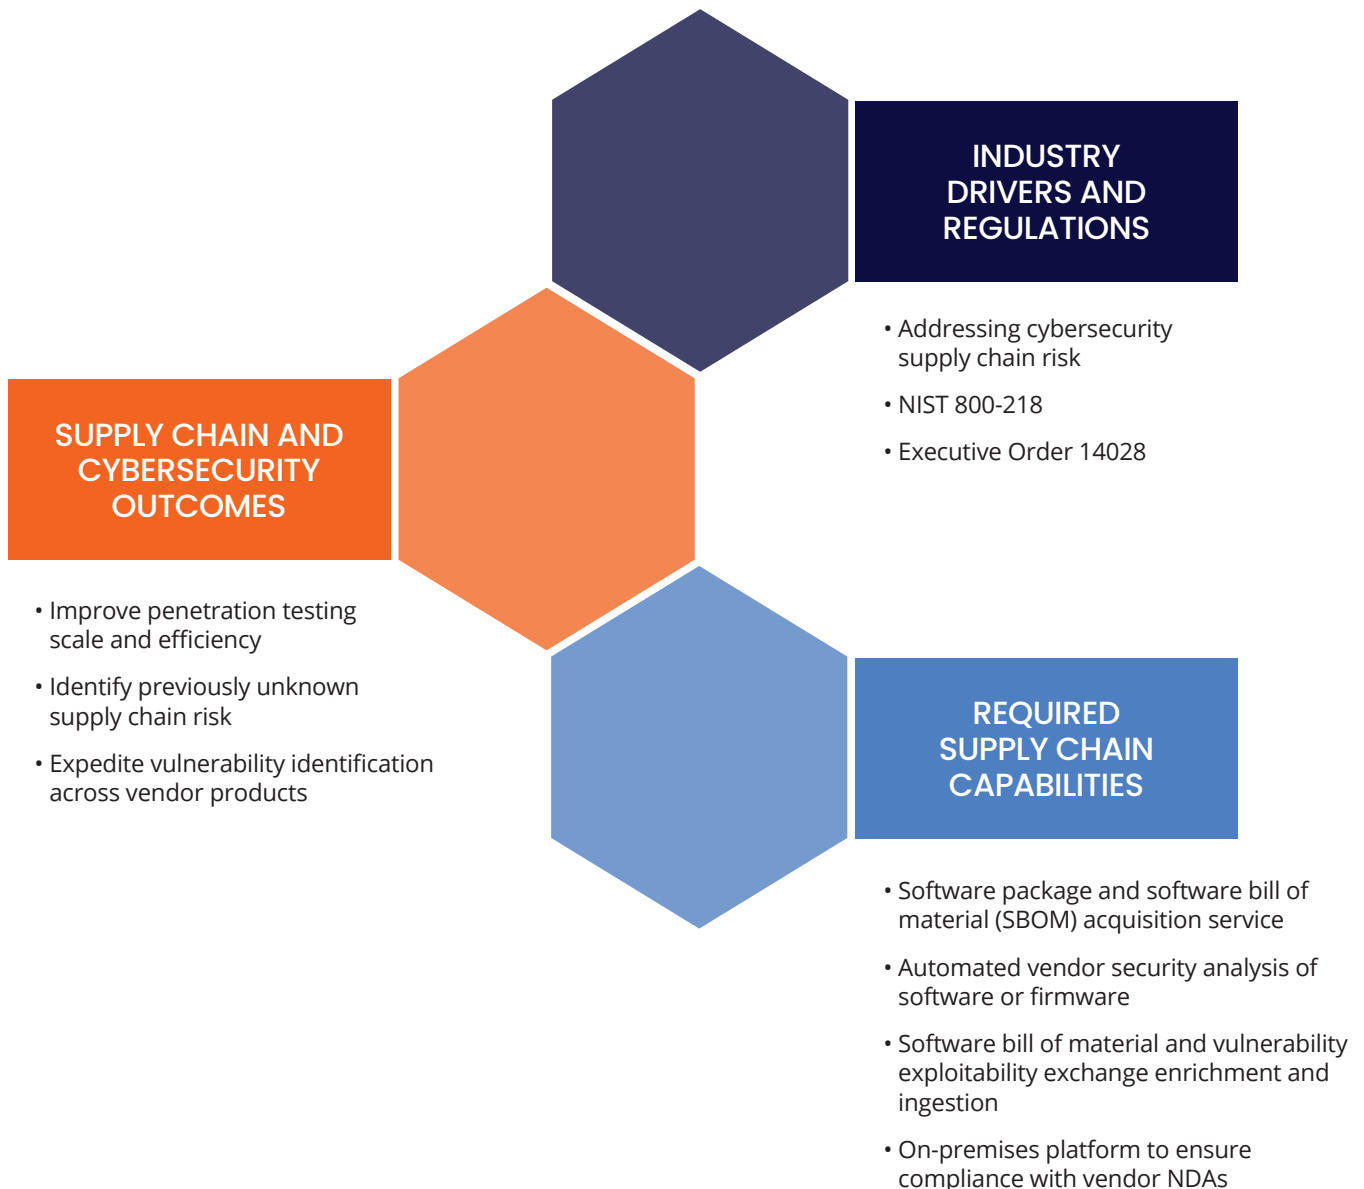 INDUSTRY
DRIVERS AND
REGULATIONS
• Addressing cybersecurity
supply chain risk
• NIST 800-218
• Executive Order 14028
SUPPLY CHAIN AND
CYBERSECURITY
OUTCOMES
• Improve penetration testing
scale and efficiency
• Identify previously unknown
supply chain risk
• Expedite vulnerability identification
across vendor products
REQUIRED
SUPPLY CHAIN
CAPABILITIES
• Software package and software bill of
material (SBOM) acquisition service
• Automated vendor security analysis of
software or firmware
• Software bill of material and vulnerability
exploitability exchange enrichment and
ingestion
• On-premises platform to ensure
compliance with vendor NDAs